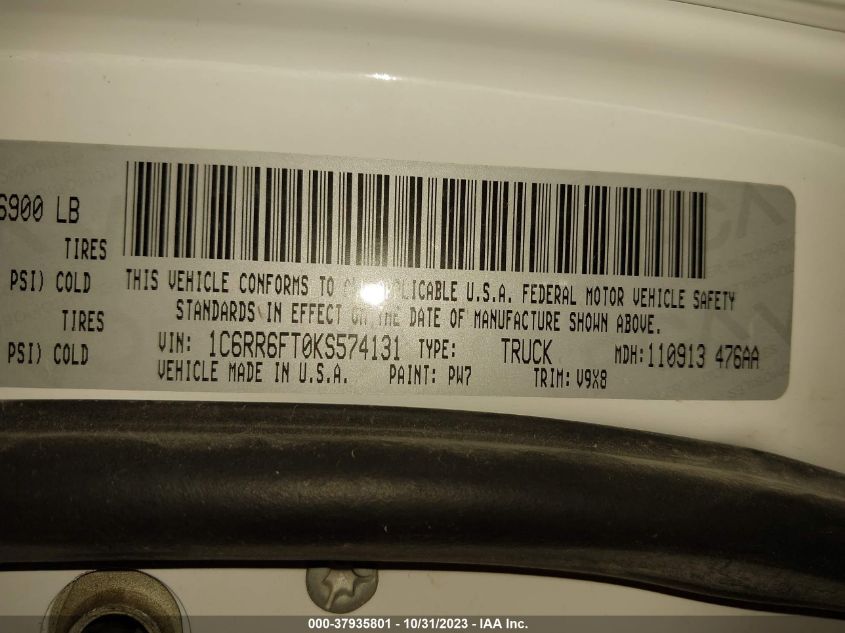 6900 LB
TIRES
PSI) COLD
TIRES
PSI) COLD
THIS VEHICLE CONFORMS TO APPLICABLE U.S.A. FEDERAL MOTOR VEHICLE SAFETY
STANDARDS IN EFFECT ON THE DATE OF MANUFACTURE SHOWN ABOVE.
VIN: 1C6RR6FT0KS574131 TYPE: TRUCK MDH:110913 476AA
VEHICLE MADE IN U.S.A. PAINT: PW7 TRIM: V9X8
000-37935801 - 10/31/2023 - IAA Inc.